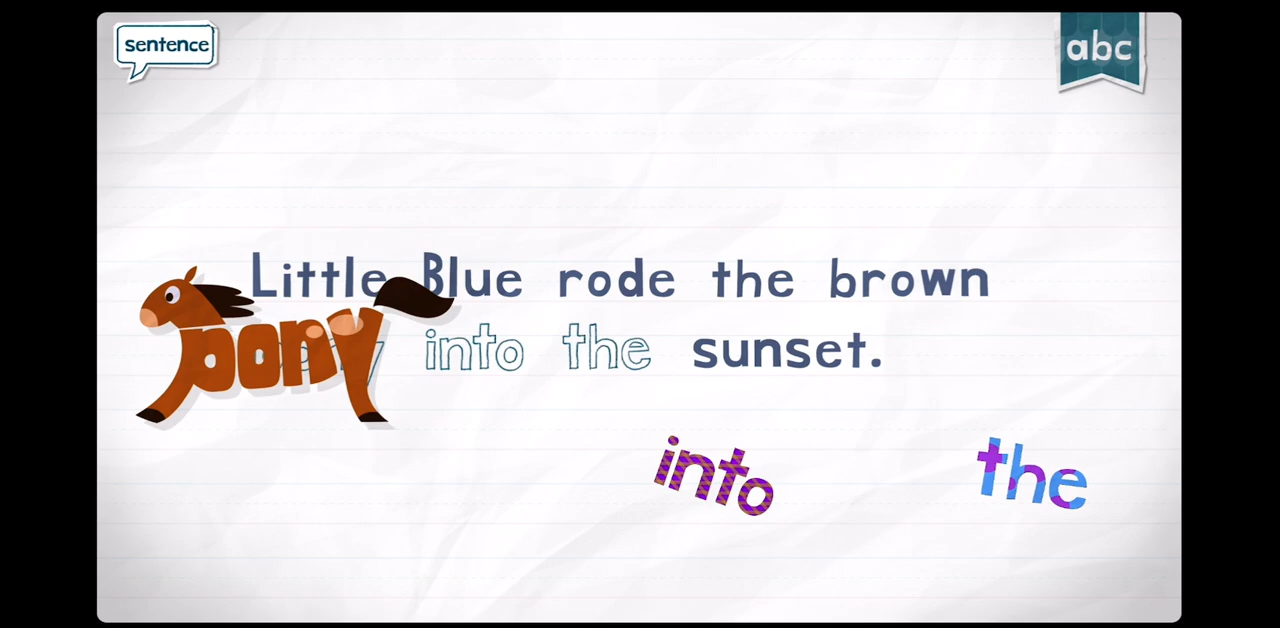 sentence
abc
Little Blue rode the brown
pony into the sunset.
into
the